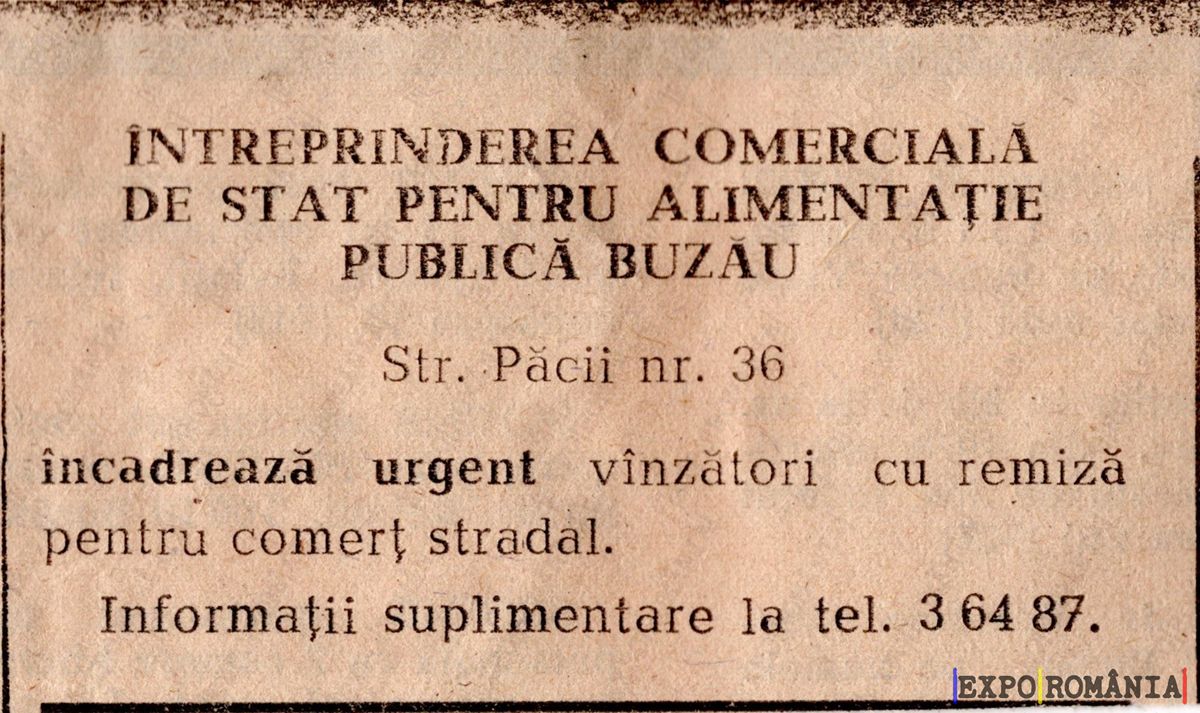 ÎNTREPRINDEREA COMERCIALĂ
DE STAT PENTRU ALIMENTAȚIE
PUBLICĂ BUZĂU
Str. Păcii nr. 36
încadrează urgent vînzători cu remiză
pentru comerț stradal.
Informații suplimentare la tel. 3 64 87.
|EXPO|ROMÂNIA|